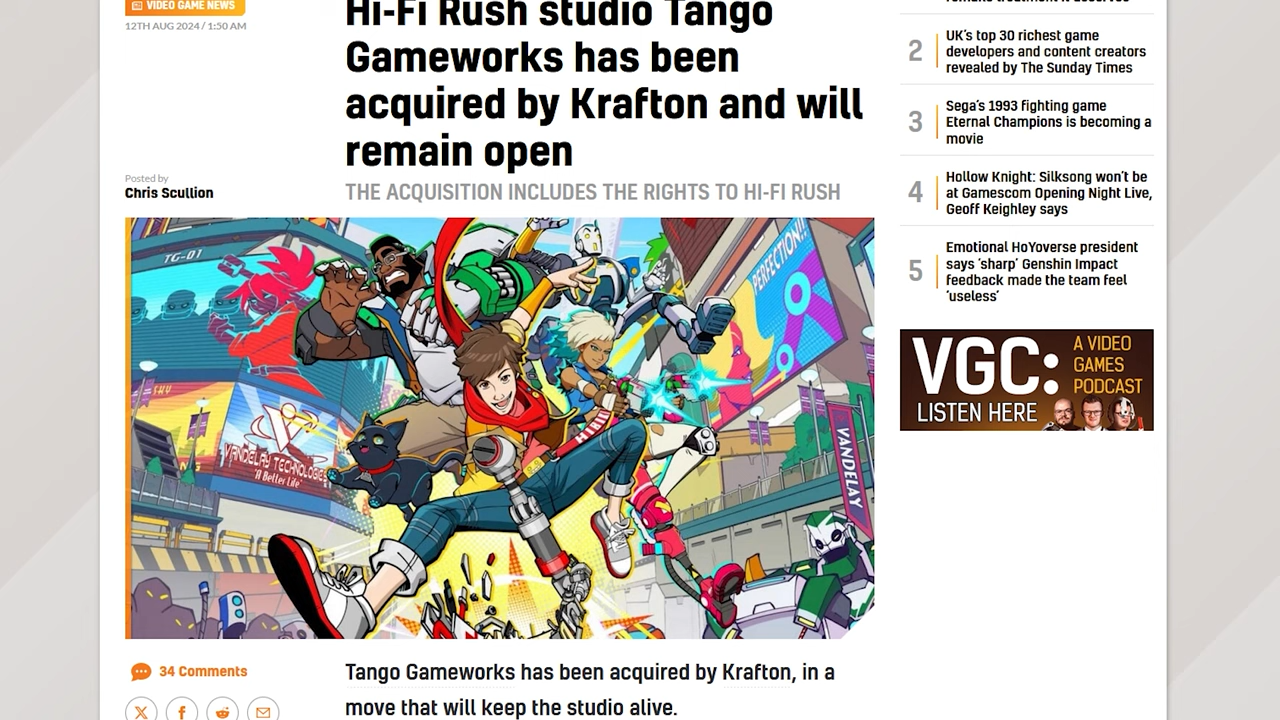 VIDEO GAME NEWS
12TH AUG 2024 / 1:50 AM
Hi-Fi Rush studio Tango
Gameworks has been
acquired by Krafton and will
remain open
Posted by
Chris Scullion
THE ACQUISITION INCLUDES THE RIGHTS TO HI-FI RUSH
TG-01
PERFECTION!!
SKY
VANDELAY TECHNOLOGIES
"A Better Life"
HIBIKI
VANDELAY
34 Comments
Tango Gameworks has been acquired by Krafton, in a
move that will keep the studio alive.
2
UK's top 30 richest game
developers and content creators
revealed by The Sunday Times
3
Sega's 1993 fighting game
Eternal Champions is becoming a
movie
4
Hollow Knight: Silksong won't be
at Gamescom Opening Night Live,
Geoff Keighley says
5
Emotional HoYoverse president
says 'sharp' Genshin Impact
feedback made the team feel
'useless'
VGC:
A VIDEO
GAMES
PODCAST
LISTEN HERE